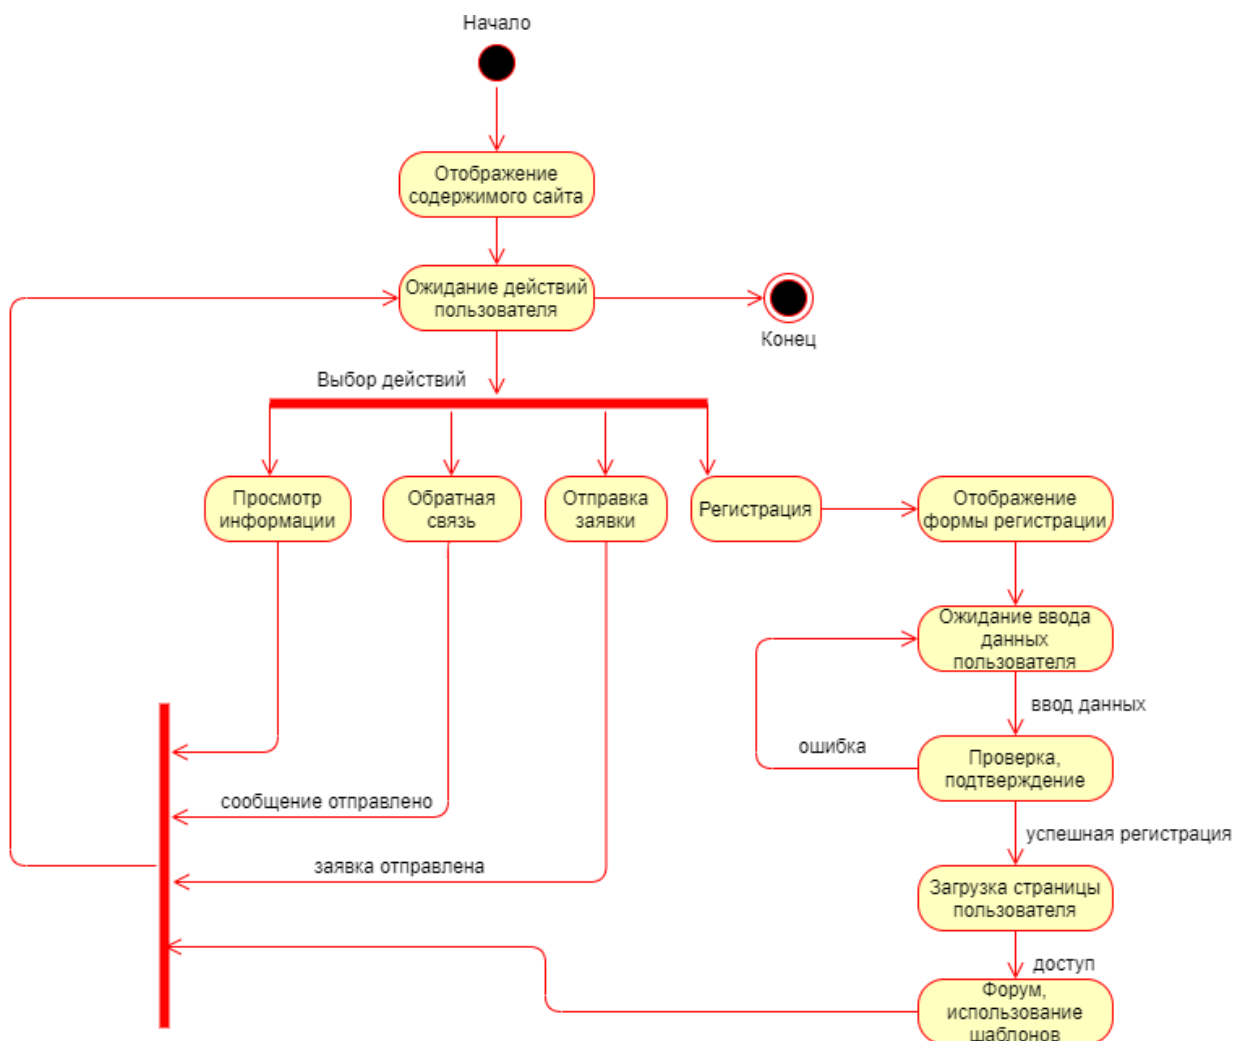 Начало
Отображение
содержимого сайта
Ожидание действий
пользователя
Конец
Выбор действий
Просмотр
информации
Обратная
связь
Отправка
заявки
Регистрация
Отображение
формы регистрации
Ожидание ввода
данных
пользователя
ввод данных
ошибка
Проверка,
подтверждение
сообщение отправлено
успешная регистрация
заявка отправлена
Загрузка страницы
пользователя
доступ
Форум,
использование
шаблонов